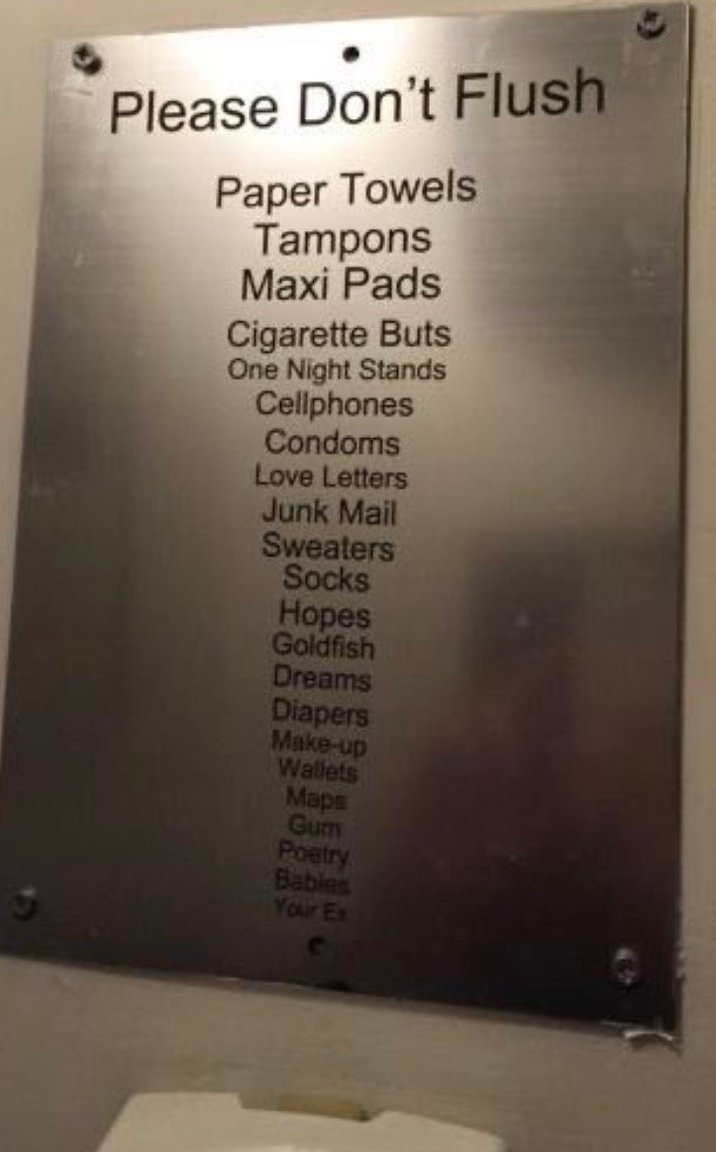 Please Don't Flush
Paper Towels
Tampons
Maxi Pads
Cigarette Buts
One Night Stands
Cellphones
Condoms
Love Letters
Junk Mail
Sweaters
Socks
Hopes
Goldfish
Dreams
Diapers
Make-up
Wallets
Maps
Gum
Poetry
Babies
Your Ex